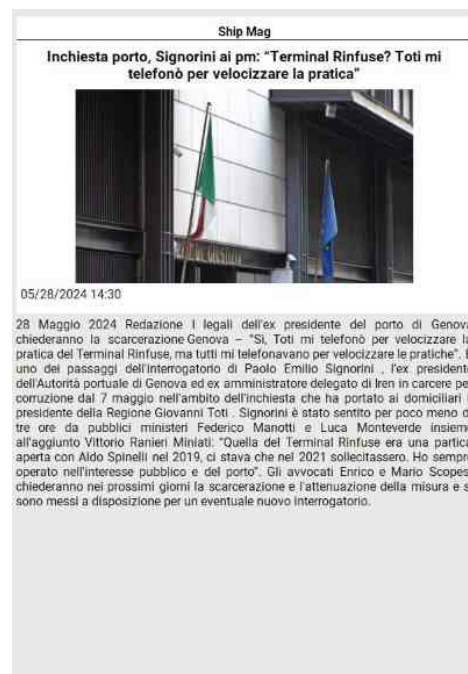 Ship Mag
Inchiesta porto, Signorini ai pm: “Terminal Rinfuse? Toti mi
telefonò per velocizzare la pratica”
05/28/2024 14:30
28 Maggio 2024 Redazione I legali dell'ex presidente del porto di Genova
chiederanno la scarcerazione Genova – “Sì, Toti mi telefonò per velocizzare la
pratica del Terminal Rinfuse, ma tutti mi telefonavano per velocizzare le pratiche”. È
uno dei passaggi dell'interrogatorio di Paolo Emilio Signorini , l'ex presidente
dell'Autorità portuale di Genova ed ex amministratore delegato di Iren in carcere per
corruzione dal 7 maggio nell'ambito dell'inchiesta che ha portato ai domiciliari il
presidente della Regione Giovanni Toti . Signorini è stato sentito per poco meno di
tre ore da pubblici ministeri Federico Manotti e Luca Monteverde insieme
all'aggiunto Vittorio Ranieri Miniati: “Quella del Terminal Rinfuse era una partica
aperta con Aldo Spinelli nel 2019, ci stava che nel 2021 sollecitassero. Ho sempre
operato nell'interesse pubblico e del porto”. Gli avvocati Enrico e Mario Scopesi
chiederanno nei prossimi giorni la scarcerazione e l'attenuazione della misura e si
sono messi a disposizione per un eventuale nuovo interrogatorio.